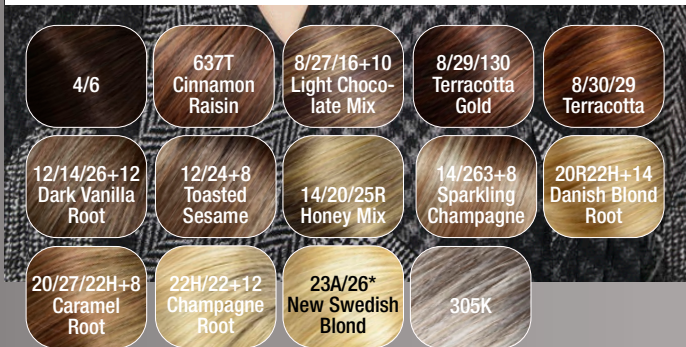 4/6
637T
Cinnamon
Raisin
8/27/16+10
Light Choco-
late Mix
8/29/130
Terracotta
Gold
8/30/29
Terracotta
12/14/26+12
Dark Vanilla
Root
12/24+8
Toasted
Sesame
14/20/25R
Honey Mix
14/263+8
Sparkling
Champagne
20R22H+14
Danish Blond
Root
20/27/22H+8
Caramel
Root
22H/22+12
Champagne
Root
23A/26*
New Swedish
Blond
305K